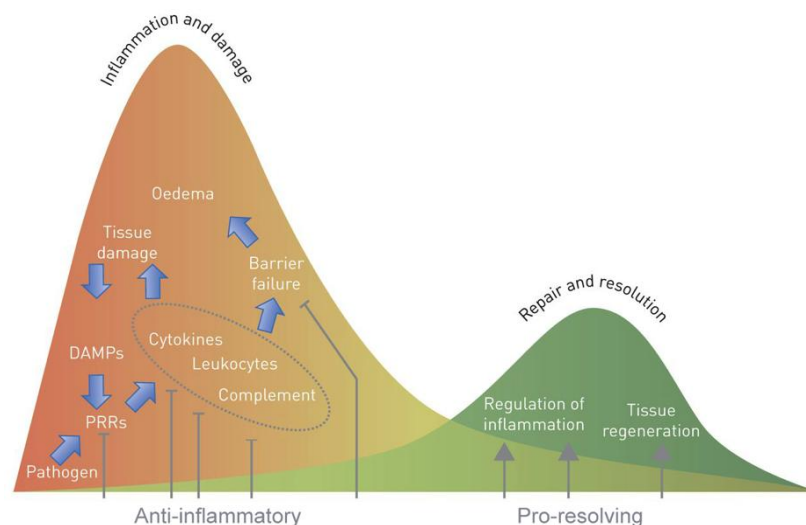 Inflammation and damage
Oedema
Tissue
damage
Barrier
failure
DAMPs
Cytokines
Leukocytes
Complement
PRRs
Pathogen
Repair and resolution
Regulation of
inflammation
Tissue
regeneration
Anti-inflammatory
Pro-resolving